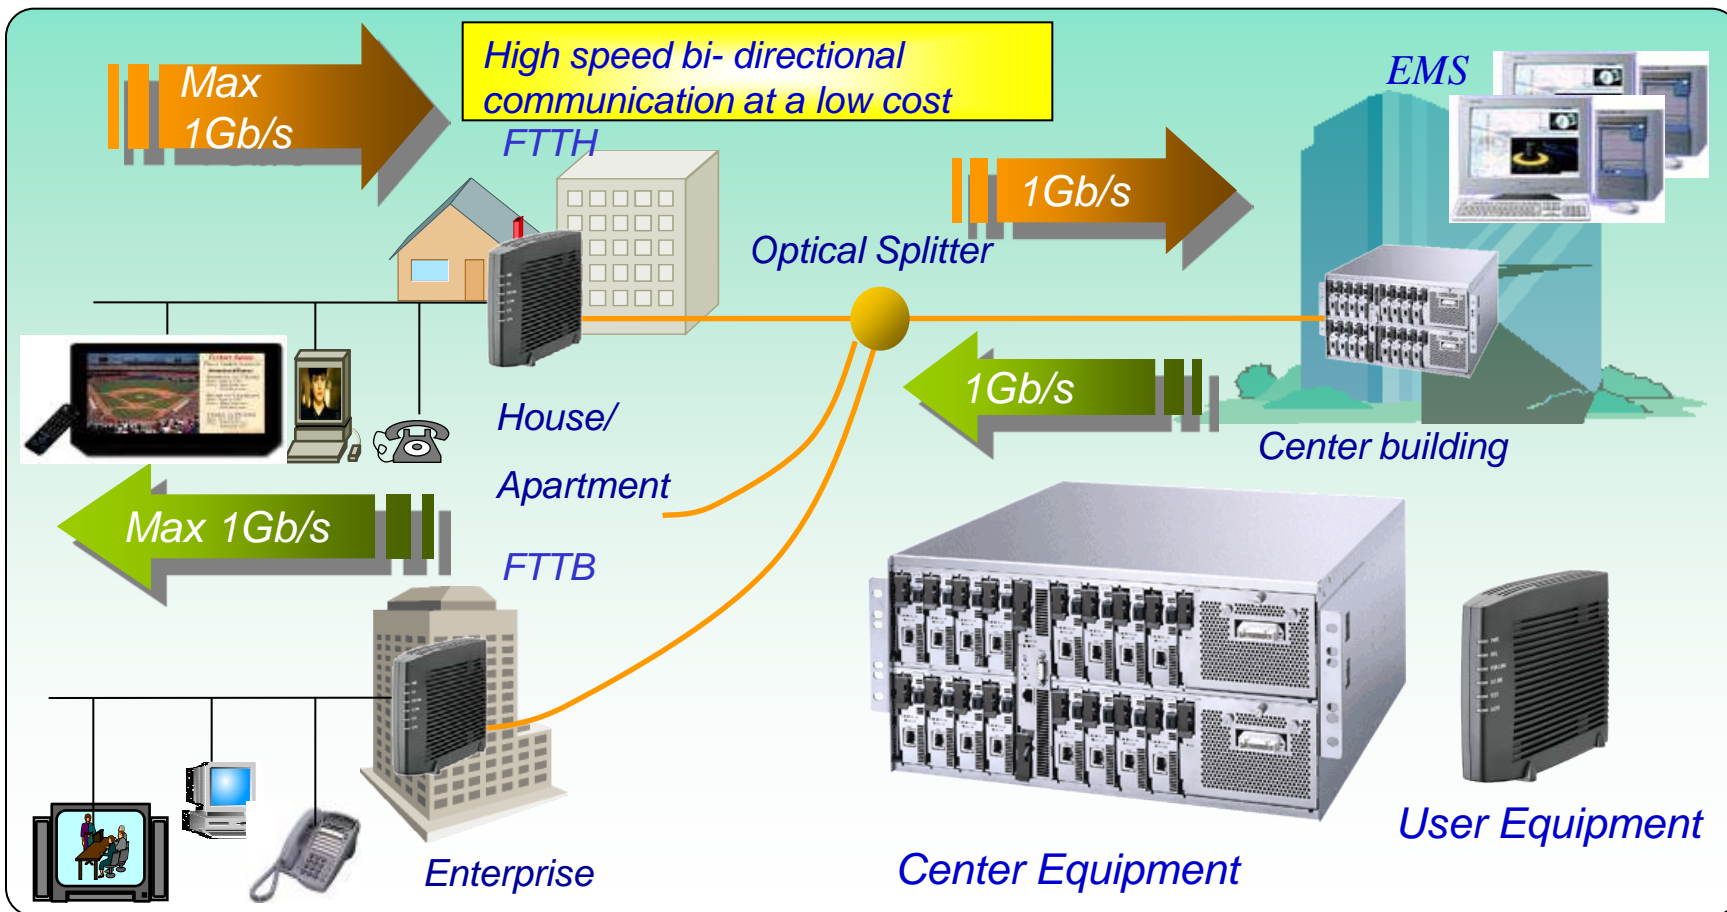 High speed bi- directional
communication at a low cost
Max
1Gb/s
EMS
FTTH
1Gb/s
Optical Splitter
1Gb/s
House/
Apartment
Center building
Max 1Gb/s
FTTB
User Equipment
Center Equipment
Enterprise